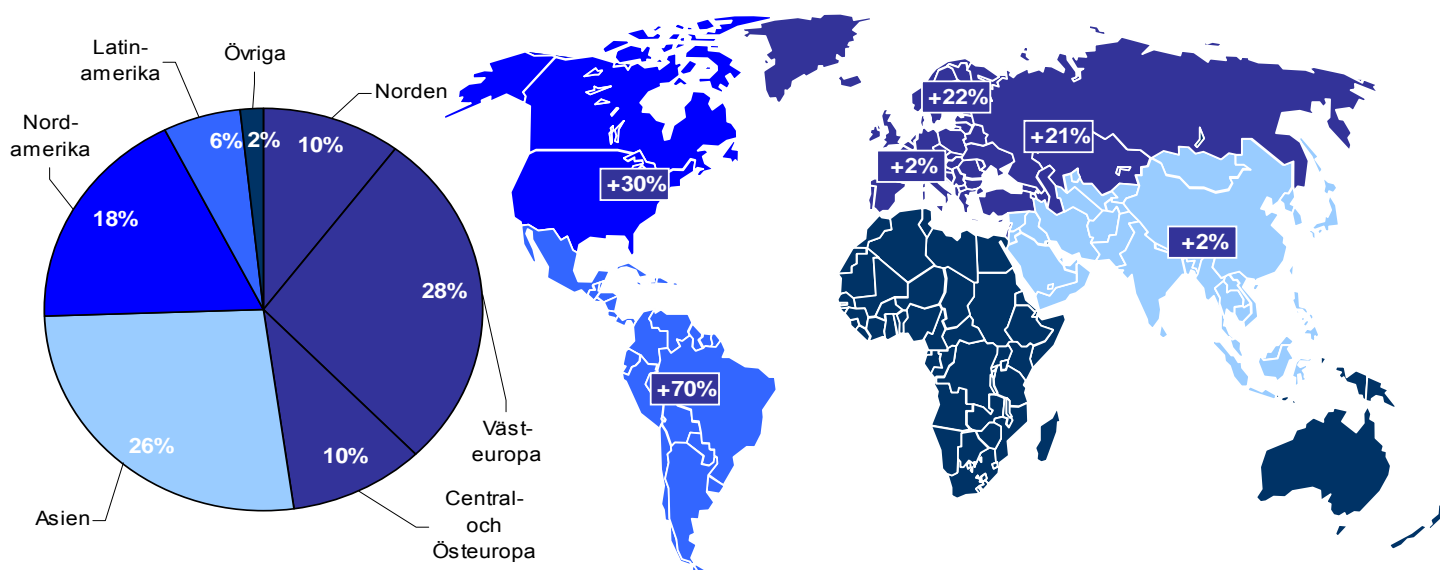 Latin-
amerika
Övriga
Norden
Nord-
amerika
6%
2%
10%
18%
28%
26%
10%
Väst-
europa
Asien
Central-
och
Östeuropa
+22%
+21%
+2%
+30%
+2%
+70%